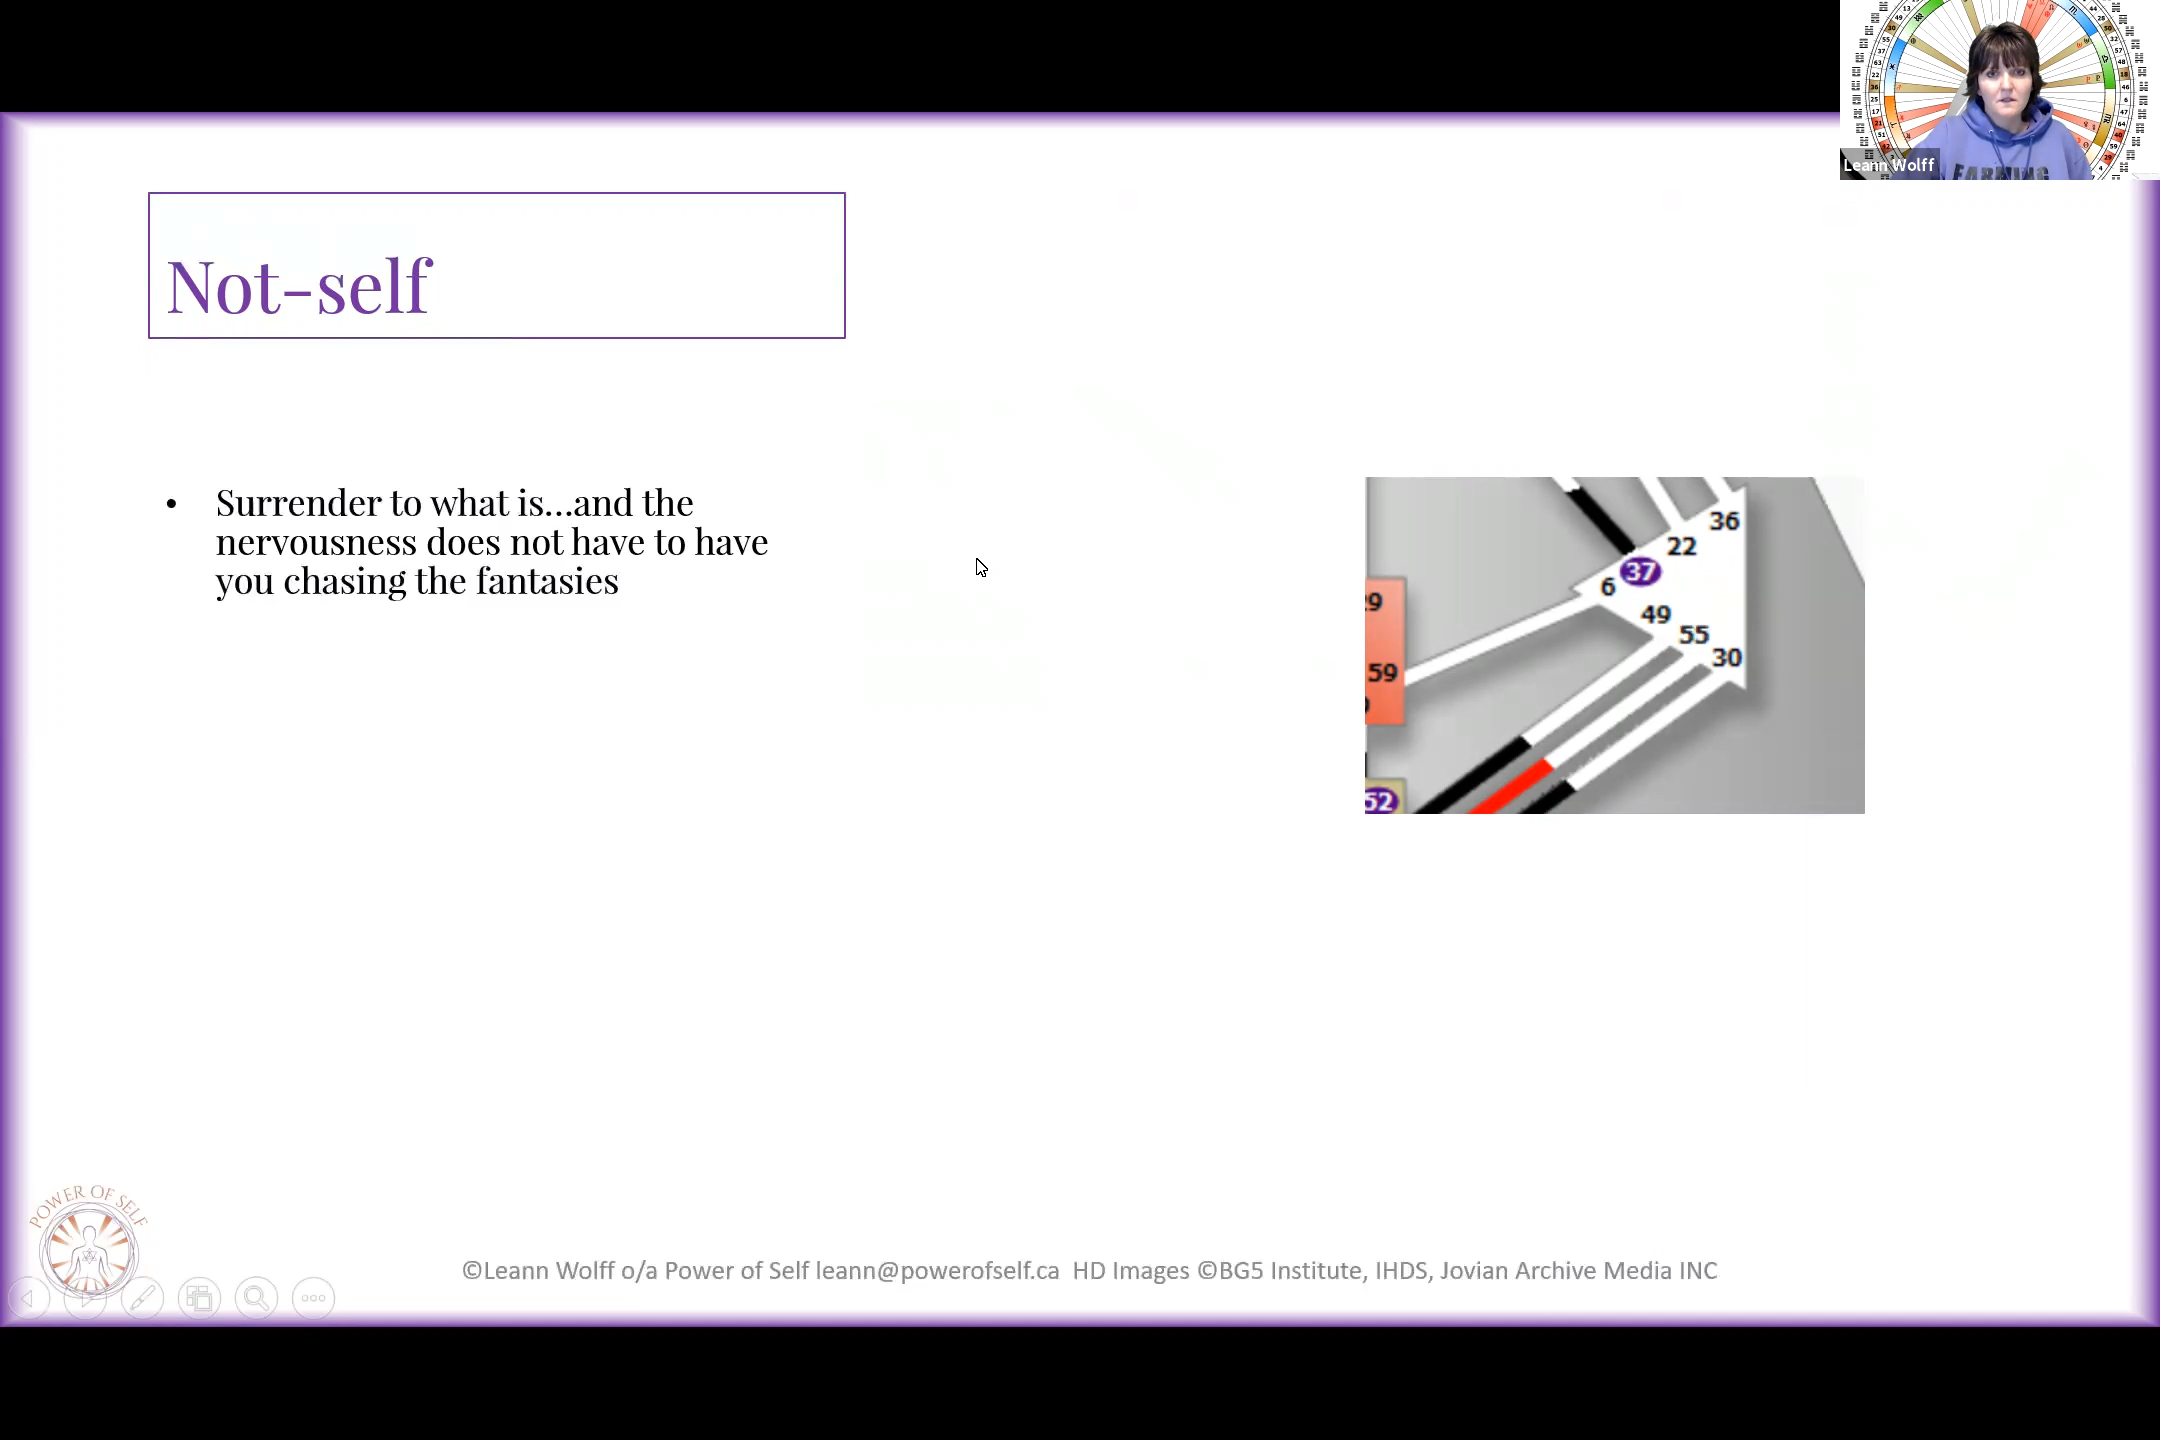 Leann Wolff
Not-self
• Surrender to what is...and the
nervousness does not have to have
you chasing the fantasies
36
22
37
6
49
55
30
59
52
POWER OF SELF
©Leann Wolff o/a Power of Self leann@powerofself.ca HD Images ©BG5 Institute, IHDS, Jovian Archive Media INC